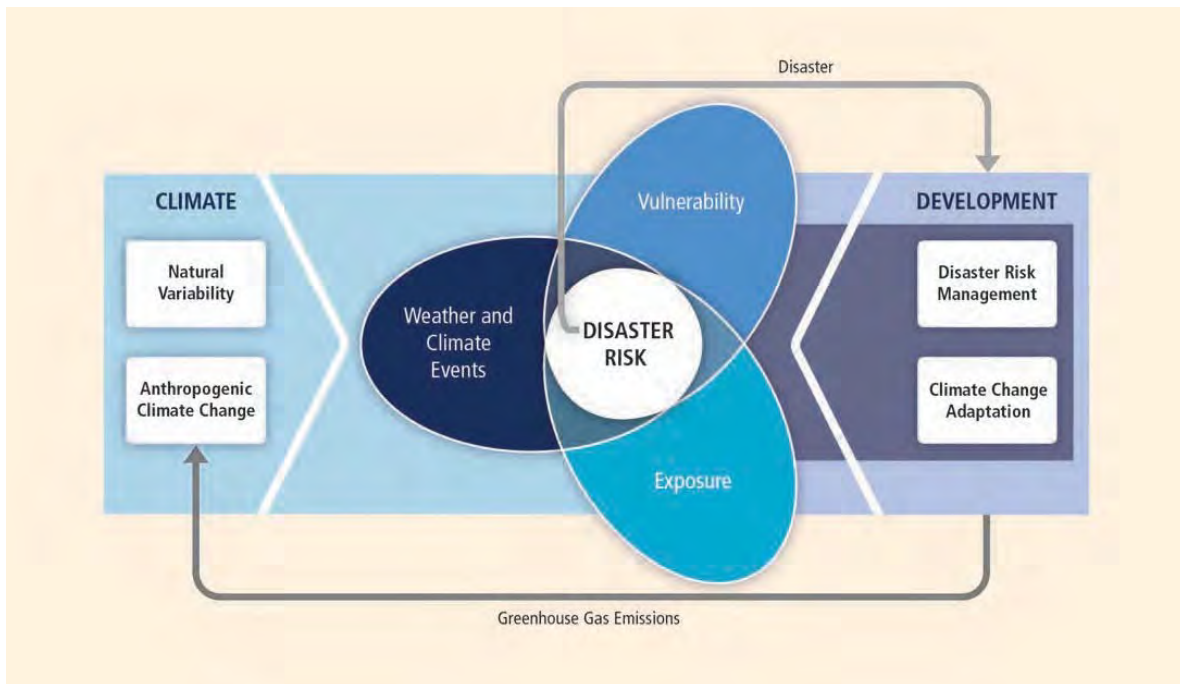 Disaster
CLIMATE
Natural
Variability
Anthropogenic
Climate Change
Vulnerability
Weather and
Climate
Events
DISASTER
RISK
Exposure
DEVELOPMENT
Disaster Risk
Management
Climate Change
Adaptation
Greenhouse Gas Emissions